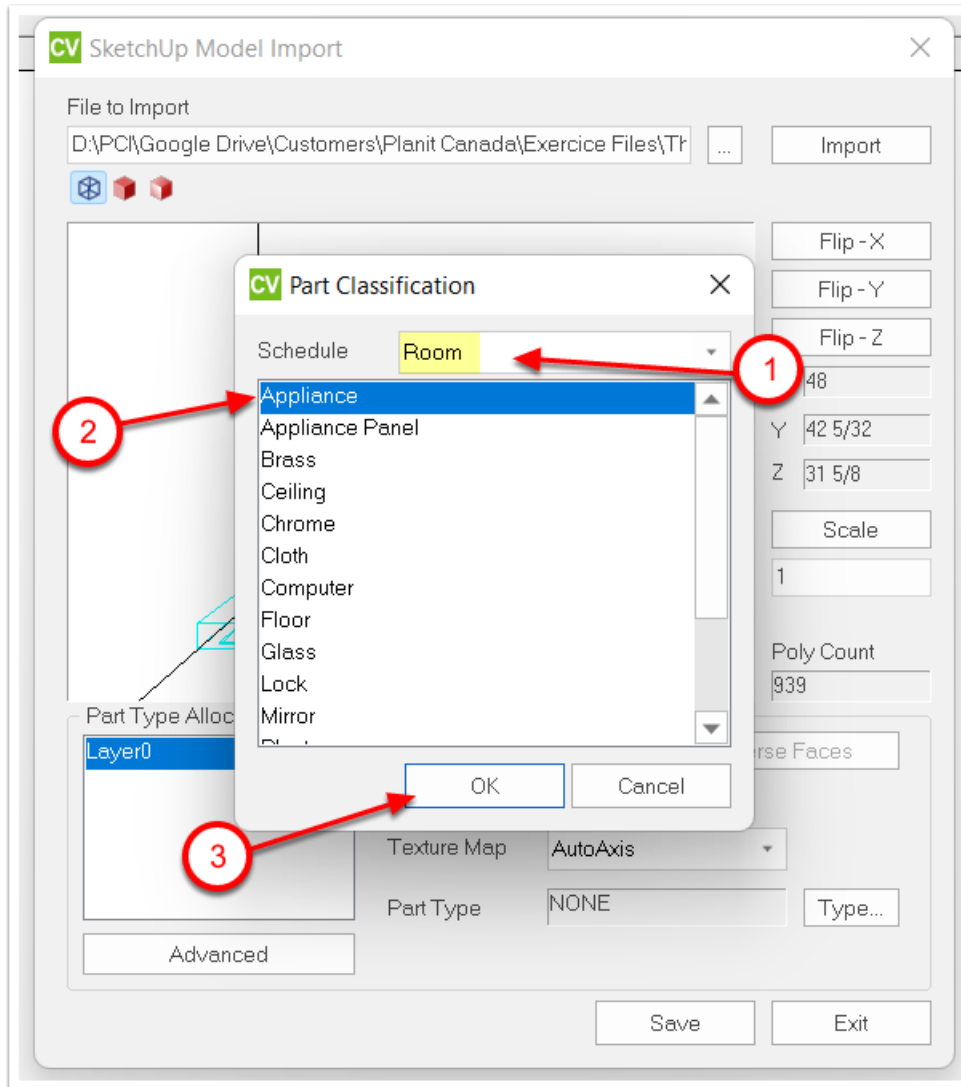 CV SketchUp Model Import
File to Import
D:\PCI\Google Drive\Customers\Planit Canada\Exercice Files\Th
...
Import
Flip - X
Flip - Y
Flip - Z
CV Part Classification
Schedule Room
1
2
Appliance
Appliance Panel
Brass
Ceiling
Chrome
Cloth
Computer
Floor
Glass
Lock
Mirror
48
Y 42 5/32
Z 31 5/8
Scale
1
Poly Count
939
OK Cancel
3
Part Type Alloc
Layer0
rse Faces
Texture Map AutoAxis
Part Type NONE Type...
Advanced
Save Exit